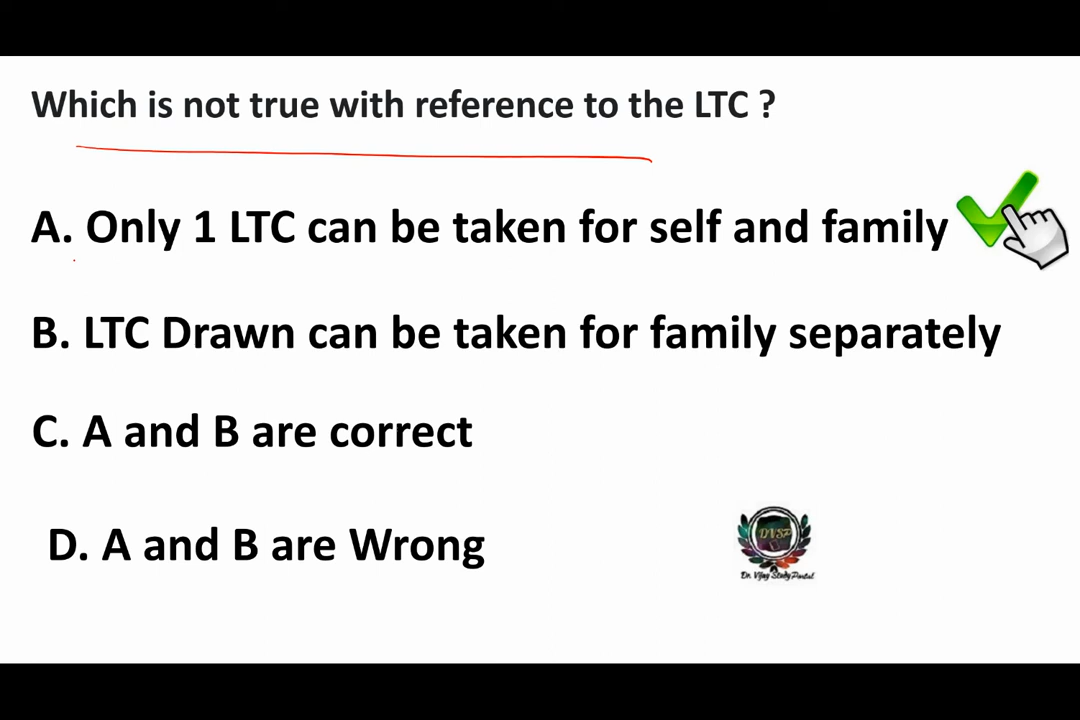 Which is not true with reference to the LTC ?
A. Only 1 LTC can be taken for self and family
B. LTC Drawn can be taken for family separately
C. A and B are correct
D. A and B are Wrong
DVSP
Dr. Vijay Study Portal